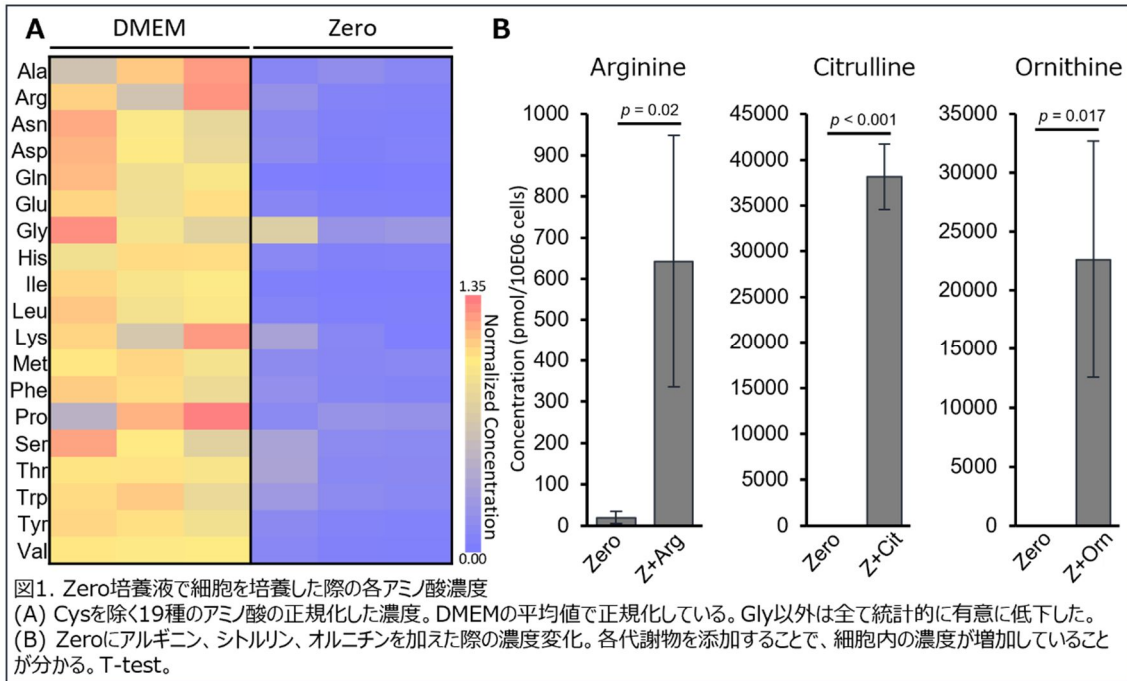 A
DMEM
Zero
Ala
Arg
Asn
Asp
Gln
Glu
Gly
His
Ile
Leu
Lys
Met
Phe
Pro
Ser
Thr
Trp
Tyr
Val
1.35
Normalized Concentration
0.00
B
Arginine
Citrulline
Ornithine
Concentration (pmol/10E06 cells)
1000
900
800
700
600
500
400
300
200
100
0
p = 0.02
Zero
Z+Arg
45000
40000
35000
30000
25000
20000
15000
10000
5000
0
p < 0.001
Zero
Z+Cit
35000
30000
25000
20000
15000
10000
5000
0
p = 0.017
Zero
Z+Orn
図1. Zero培養液で細胞を培養した際の各アミノ酸濃度
(A) Cysを除く19種のアミノ酸の正規化した濃度。DMEMの平均値で正規化している。Gly以外は全て統計的に有意に低下した。
(B) Zeroにアルギニン、シトルリン、オルニチンを加えた際の濃度変化。各代謝物を添加することで、細胞内の濃度が増加していること
が分かる。T-test。